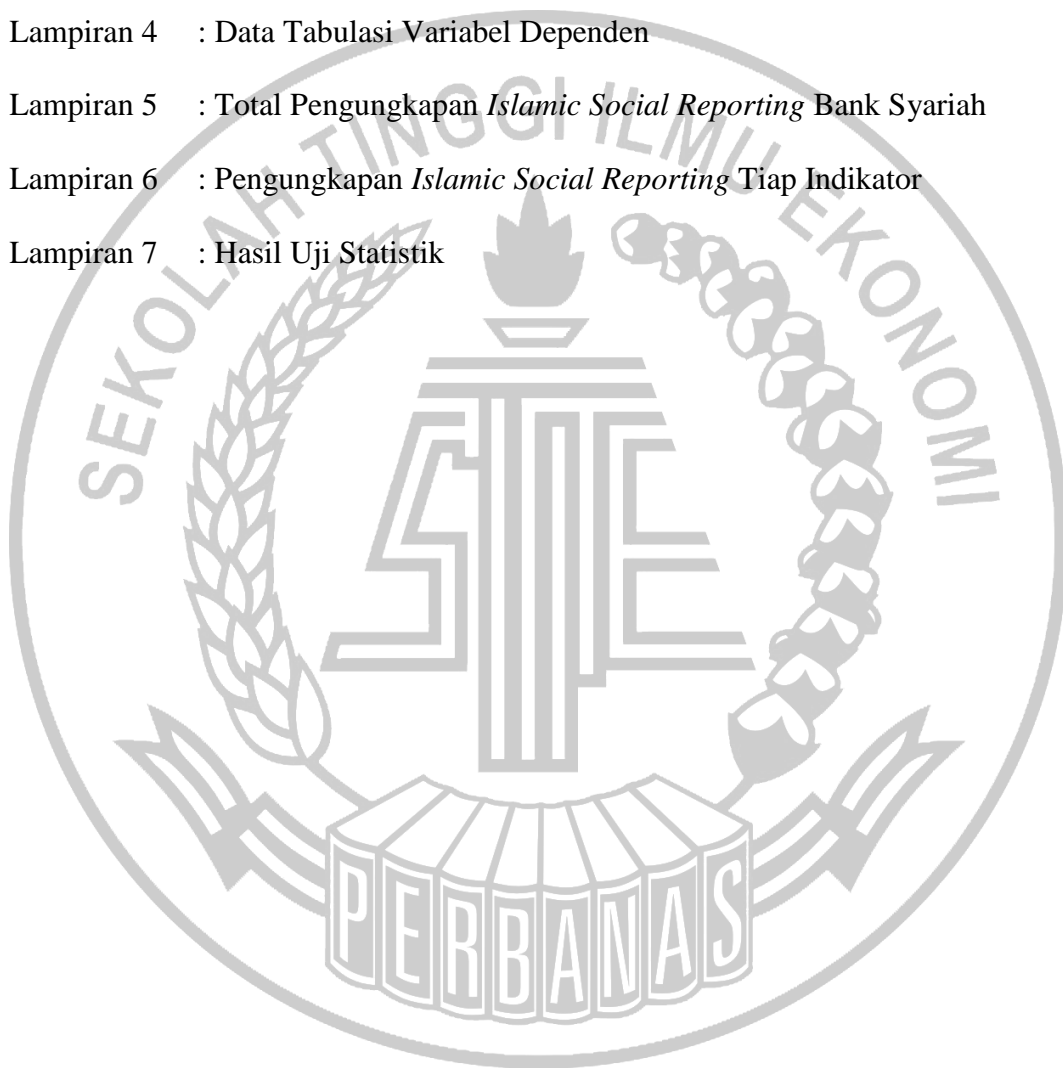 Lampiran 4 : Data Tabulasi Variabel Dependen
Lampiran 5 : Total Pengungkapan Islamic Social Reporting Bank Syariah
Lampiran 6 : Pengungkapan Islamic Social Reporting Tiap Indikator
Lampiran 7 : Hasil Uji Statistik
SEKOLAH TINGGI ILMU EKONOMI
STIE
PERBANAS